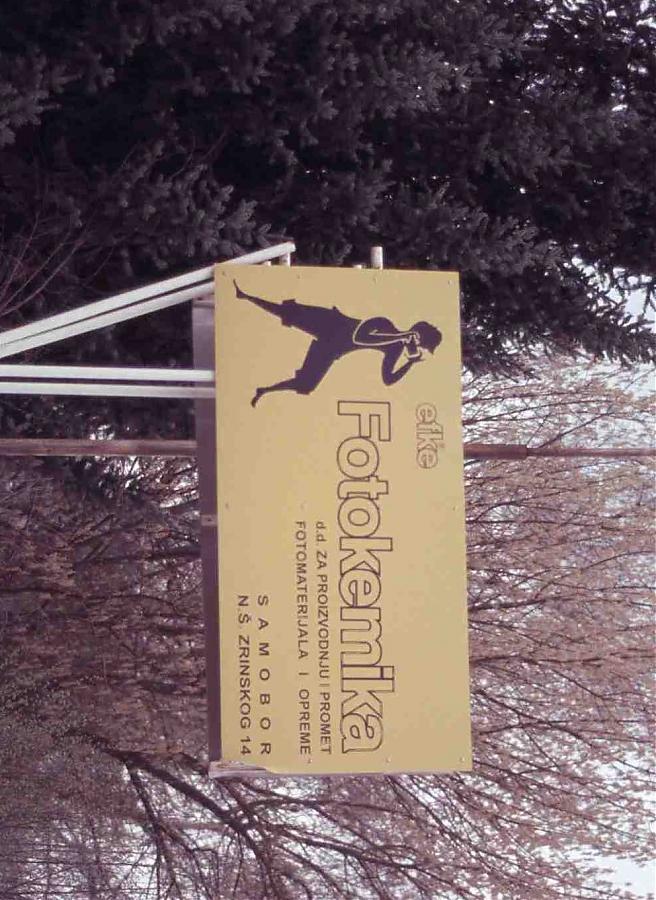 efke
Fotokemika
d.d. ZA PROIZVODNJU I PROMET
FOTOMATERIJALA I OPREME
SAMOBOR
N.Š. ZRINSKOG 14